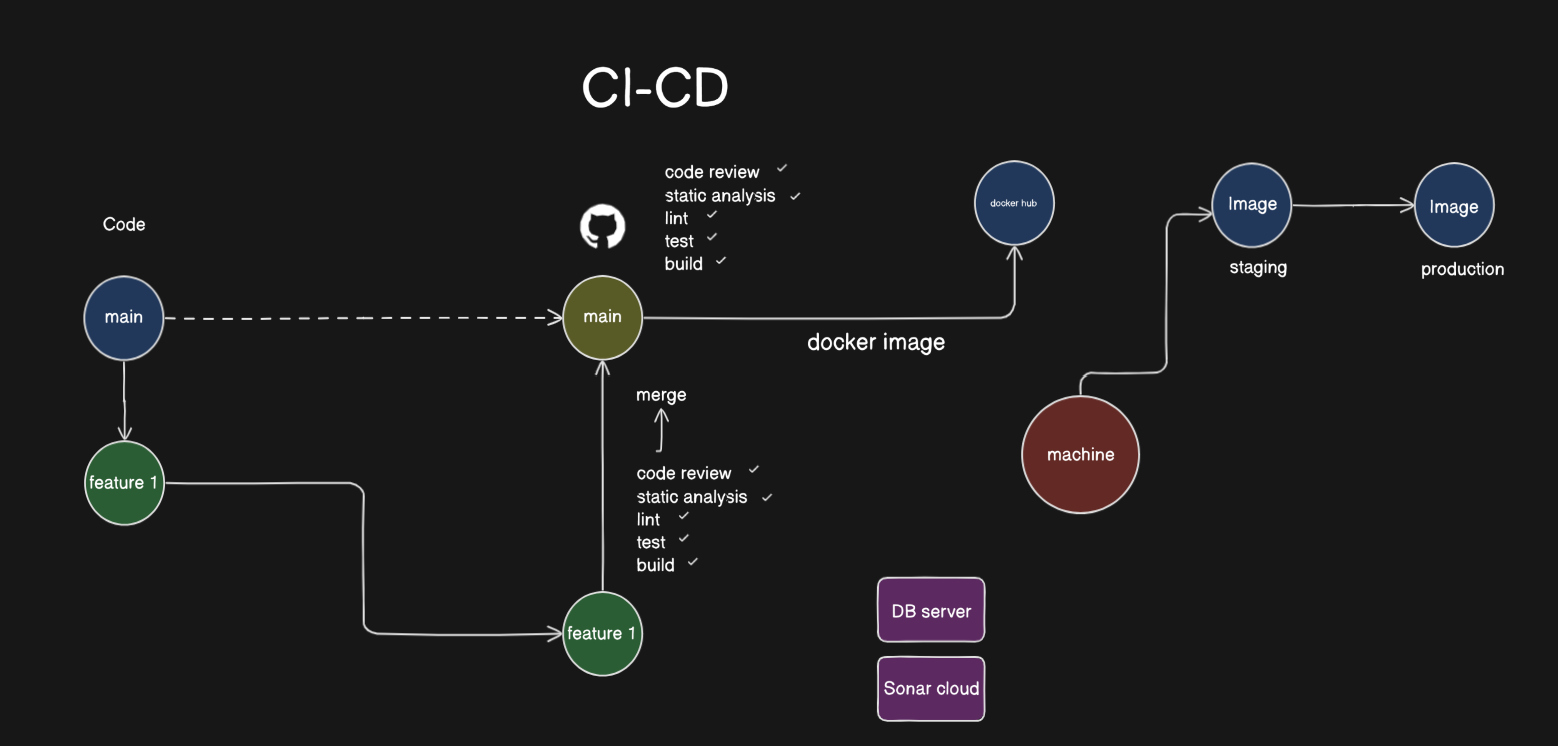 CI-CD
Code
main
feature 1
main
code review
static analysis
lint
test
build
docker image
merge
code review
static analysis
lint
test
build
feature 1
docker hub
machine
Image
staging
Image
production
DB server
Sonar cloud